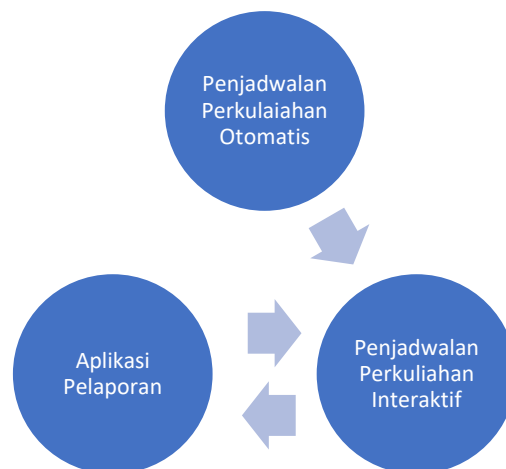 Penjadwalan
Perkulaiahan
Otomatis
Aplikasi
Pelaporan
Penjadwalan
Perkuliahan
Interaktif